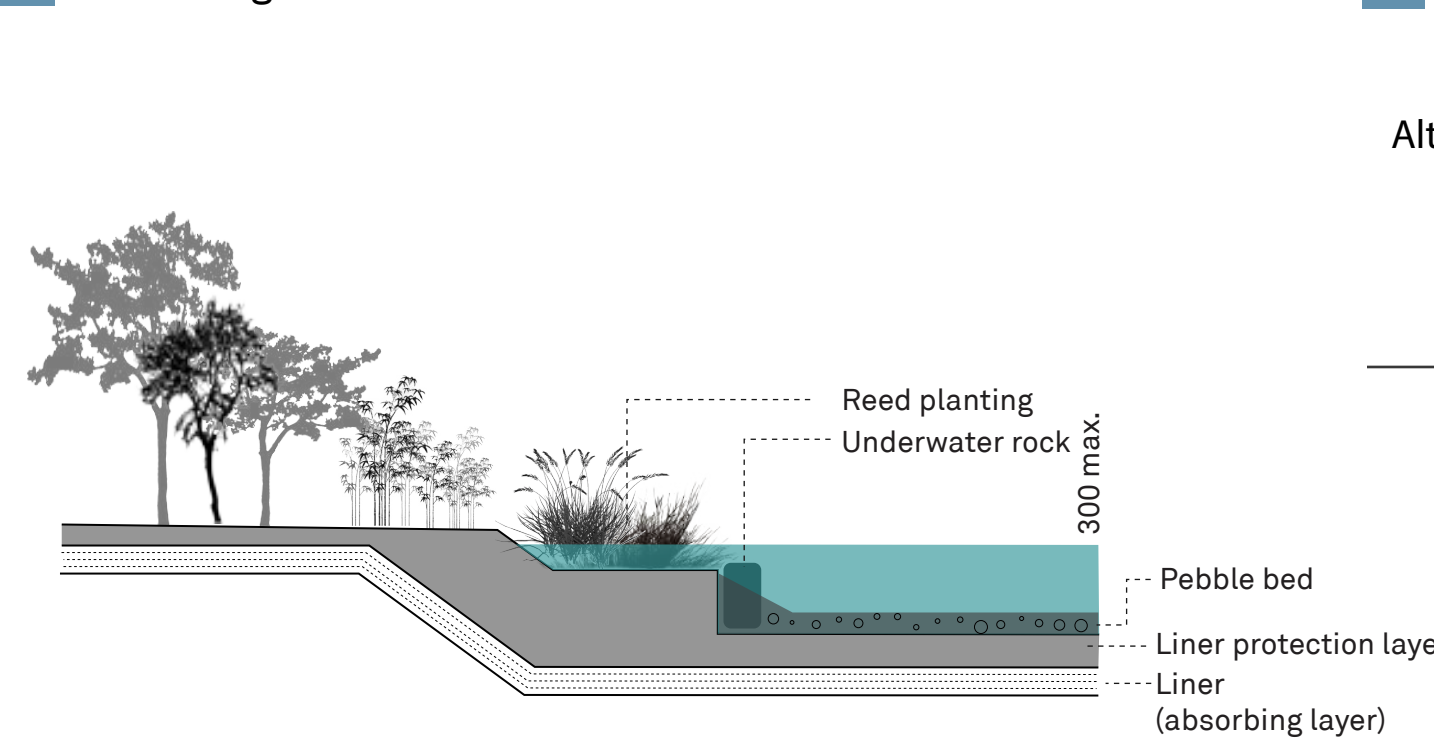 Reed planting
Underwater rock
300 max.
Pebble bed
Liner protection laye
Liner
(absorbing layer)
Alt